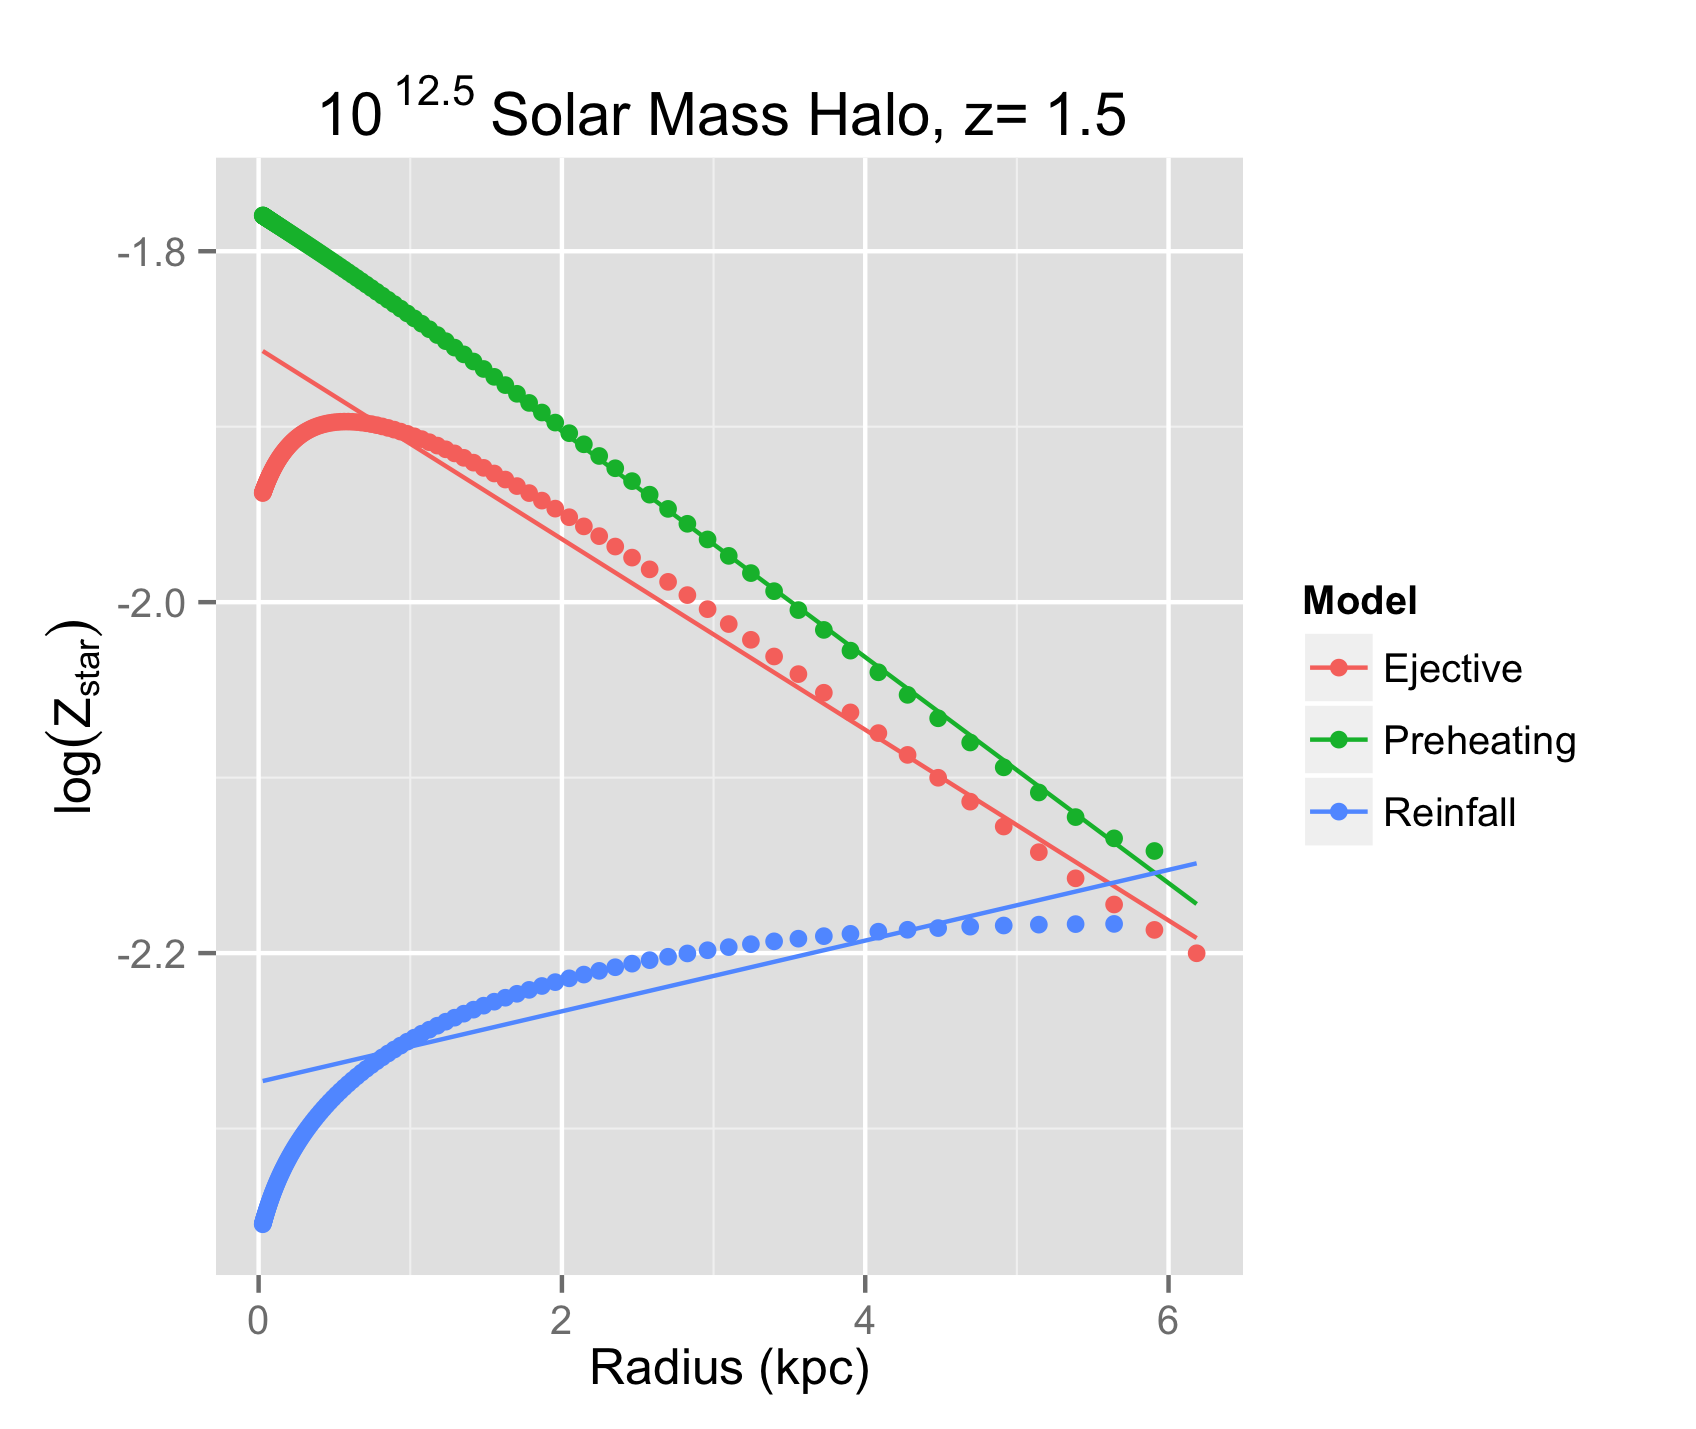 10^12.5 Solar Mass Halo, z= 1.5
-1.8
-2.0
-2.2
log(Z_star)
0 2 4 6
Radius (kpc)
Model
Ejective
Preheating
Reinfall